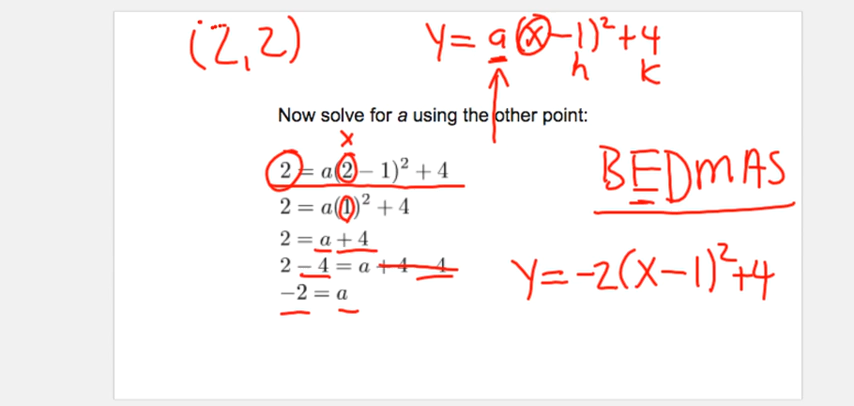 (2,2)
y = a(x-1)²+4
h k
Now solve for a using the other point:
x
2 = a(2 – 1)² + 4
BEDMAS
2 = a(1)² + 4
2 = a + 4
2 – 4 = a + 4 – 4
y=-2(x-1)²+4
–2 = a